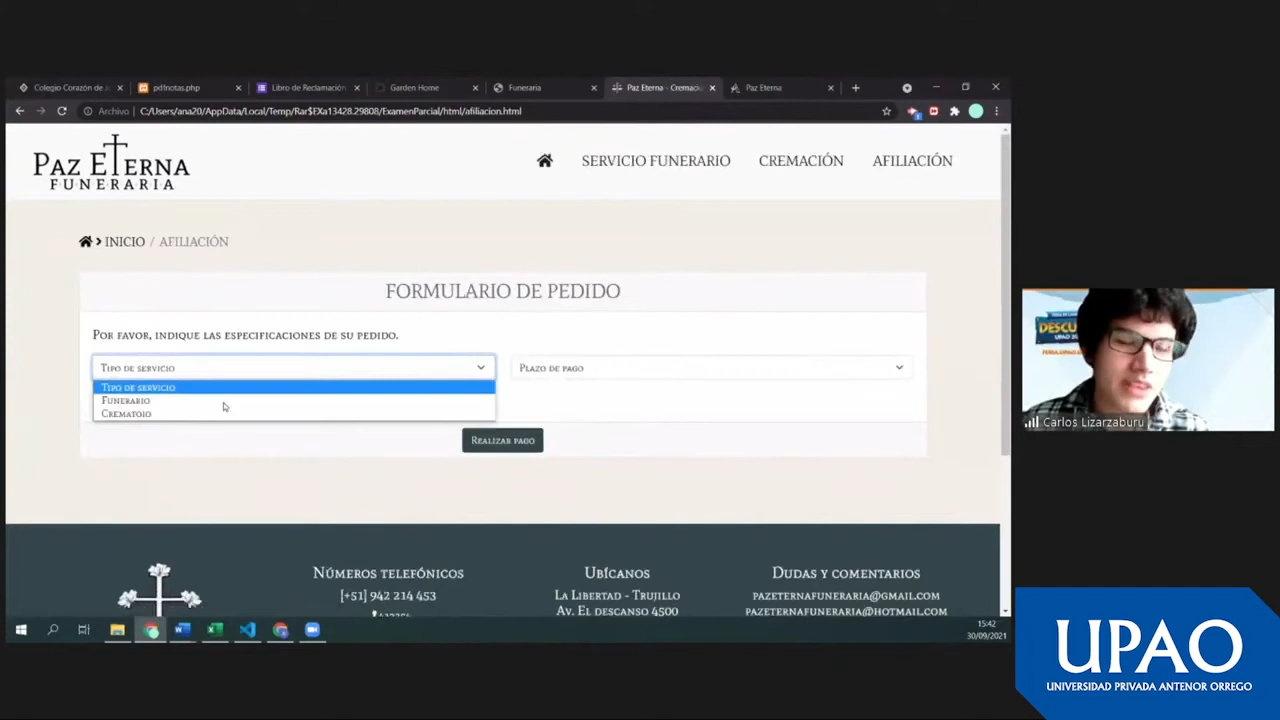 Colegio Corazón de J
pdfnotas.php
Libro de Reclamación
Garden Home
Funeraria
Paz Eterna - Cremació
Paz Eterna
Archivo
C:/Users/ana20/AppData/Local/Temp/Rar$EXa13428.29808/ExamenParcial/html/afiliacion.html
PAZ ETERNA
FUNERARIA
SERVICIO FUNERARIO
CREMACIÓN
AFILIACIÓN
INICIO / AFILIACIÓN
FORMULARIO DE PEDIDO
POR FAVOR, INDIQUE LAS ESPECIFICACIONES DE SU PEDIDO.
TIPO DE SERVICIO
PLAZO DE PAGO
TIPO DE SERVICIO
FUNERARIO
CREMATOIO
REALIZAR PAGO
Carlos Lizarzaburu
NÚMEROS TELEFÓNICOS
UBÍCANOS
DUDAS Y COMENTARIOS
[+51] 942 214 453
LA LIBERTAD - TRUJILLO
PAZETERNAFUNERARIA@GMAIL.COM
AV. EL DESCANSO 4500
PAZETERNAFUNERARIA@HOTMAIL.COM
15:42
30/09/2021
UPAO
UNIVERSIDAD PRIVADA ANTENOR ORREGO